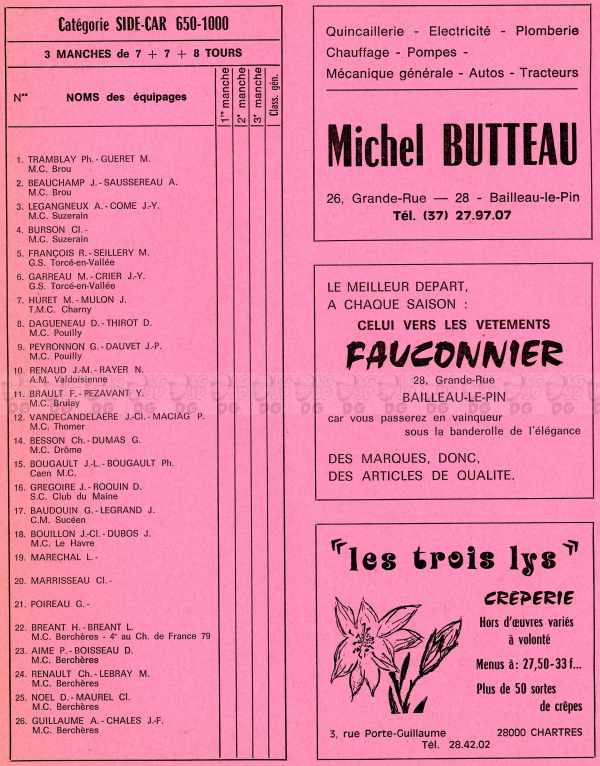 Catégorie SIDE-CAR 650-1000
3 MANCHES de 7 + 7 + 8 TOURS
Nos NOMS des équipages
1re manche
2e manche
3e manche
Class. gén.
1. TRAMBLAY Ph. - GUERET M.
M.C. Brou
2. BEAUCHAMP J. - SAUSSEREAU A.
M.C. Brou
3. LEGANGNEUX A. - COME J.-Y.
M.C. Suzerain
4. BURSON Cl. -
M.C. Suzerain
5. FRANÇOIS R. - SEILLERY M.
G.S. Torcé-en-Vallée
6. GARREAU M. - CRIER J.-Y.
G.S. Torcé-en-Vallée
7. HURET M. - MULON J.
T.M.C. Charny
8. DAGUENEAU D. - THIROT D.
M.C. Pouilly
9. PEYRONNON G. - DAUVET J.-P.
M.C. Pouilly
10. RENAUD J.-M. - RAYER N.
A.M. Valdoisienne
11. BRAULT F. - PEZAVANT Y.
M.C. Brulay
12. VANDECANDELAERE J.-Cl. - MACIAG P.
M.C. Thomer
14. BESSON Ch. - DUMAS G.
M.C. Drôme
15. BOUGAULT J.-L. - BOUGAULT Ph.
Caen M.C.
16. GREGOIRE J. - ROQUIN D.
S.C. Club du Maine
17. BAUDOUIN G. - LEGRAND J.
C.M. Sucéen
18. BOUILLON J.-Cl. - DUBOS J.
M.C. Le Havre
19. MARECHAL L. -
20. MARRISSEAU Cl. -
21. POIREAU G. -
22. BREANT H. - BREANT L.
M.C. Berchères - 4e au Ch. de France 79
23. AIME P. - BOISSEAU D.
M.C. Berchères
24. RENAULT Ch. - LEBRAY M.
M.C. Berchères
25. NOEL D. - MAUREL Cl.
M.C. Berchères
26. GUILLAUME A. - CHALES J.-F.
M.C. Berchères
Quincaillerie - Electricité - Plomberie
Chauffage - Pompes -
Mécanique générale - Autos - Tracteurs
Michel BUTTEAU
26, Grande-Rue — 28 - Bailleau-le-Pin
Tél. (37) 27.97.07
LE MEILLEUR DEPART,
A CHAQUE SAISON :
CELUI VERS LES VETEMENTS
FAUCONNIER
28, Grande-Rue
BAILLEAU-LE-PIN
car vous passerez en vainqueur
sous la banderolle de l'élégance
DES MARQUES, DONC,
DES ARTICLES DE QUALITE.
"les trois lys"
CRÊPERIE
Hors d'œuvres variés
à volonté
Menus à : 27,50-33 f...
Plus de 50 sortes
de crêpes
3, rue Porte-Guillaume 28000 CHARTRES
Tél. 28.42.02